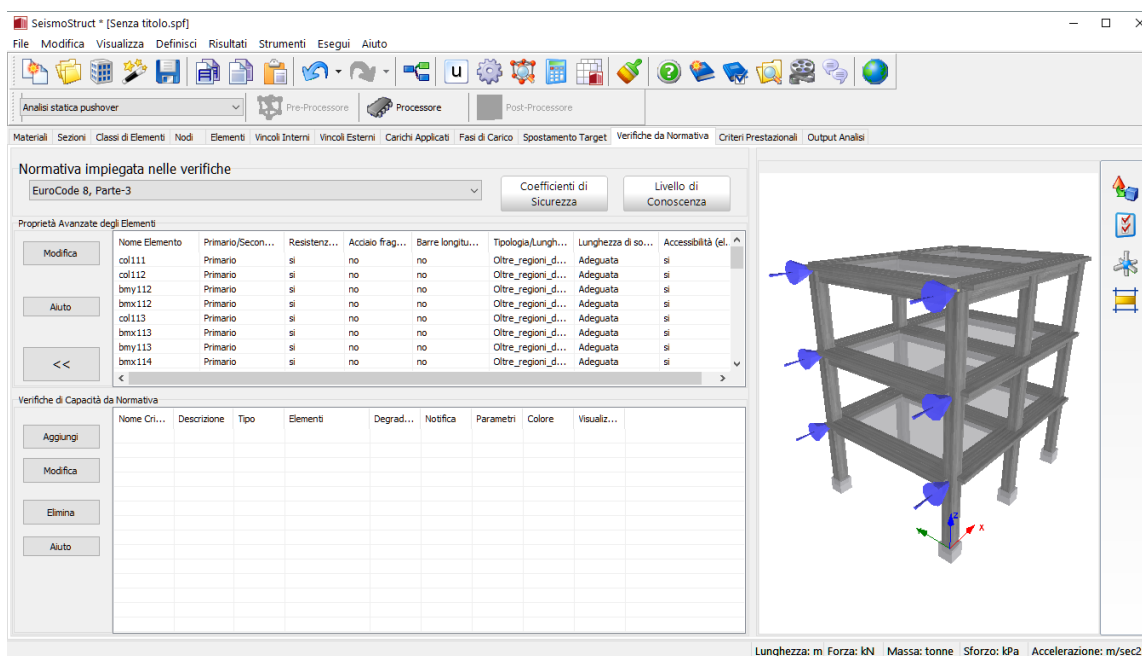 SeismoStruct * [Senza titolo.spf]
File Modifica Visualizza Definisci Risultati Strumenti Esegui Aiuto
u
Analisi statica pushover Pre-Processore Processore Post-Processore
Materiali Sezioni Classi di Elementi Nodi Elementi Vincoli Interni Vincoli Esterni Carichi Applicati Fasi di Carico Spostamento Target Verifiche da Normativa Criteri Prestazionali Output Analisi
Normativa impiegata nelle verifiche
EuroCode 8, Parte-3
Coefficienti di Sicurezza
Livello di Conoscenza
Proprietà Avanzate degli Elementi
Modifica
Aiuto
<<
Nome Elemento Primario/Secon... Resistenz... Acciaio frag... Barre longitu... Tipologia/Lungh... Lunghezza di so... Accessibilità (el.
col111 Primario si no no Oltre_regioni_d... Adeguata si
col112 Primario si no no Oltre_regioni_d... Adeguata si
bmy112 Primario si no no Oltre_regioni_d... Adeguata si
bmx112 Primario si no no Oltre_regioni_d... Adeguata si
col113 Primario si no no Oltre_regioni_d... Adeguata si
bmx113 Primario si no no Oltre_regioni_d... Adeguata si
bmy113 Primario si no no Oltre_regioni_d... Adeguata si
bmx114 Primario si no no Oltre_regioni_d... Adeguata si
Verifiche di Capacità da Normativa
Aggiungi
Modifica
Elimina
Aiuto
Nome Cri... Descrizione Tipo Elementi Degrad... Notifica Parametri Colore Visualiz...
z
x
Lunghezza: m Forza: kN Massa: tonne Sforzo: kPa Accelerazione: m/sec2